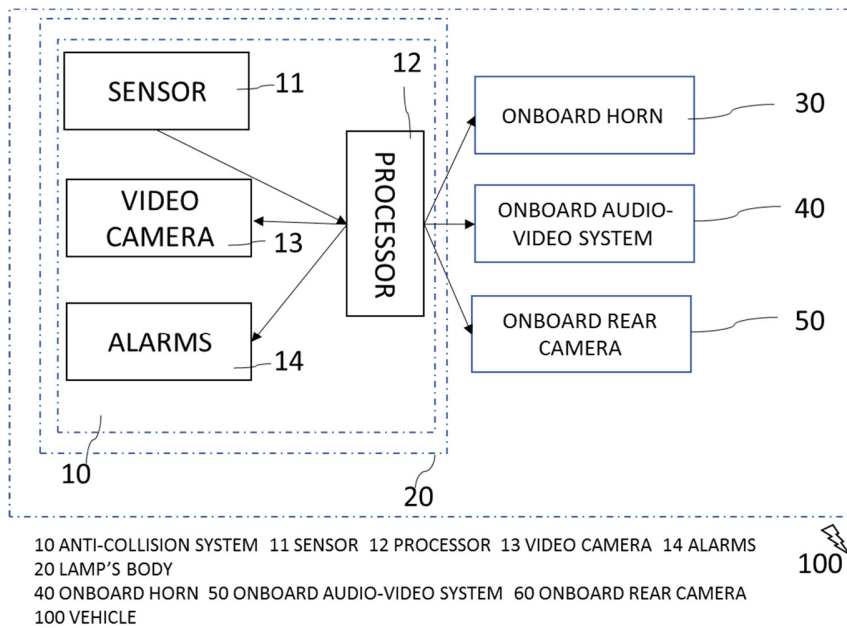 SENSOR
11
12
ONBOARD HORN
30
PROCESSOR
VIDEO
CAMERA
13
ONBOARD AUDIO-
VIDEO SYSTEM
40
ALARMS
14
ONBOARD REAR
CAMERA
50
10
20
10 ANTI-COLLISION SYSTEM 11 SENSOR 12 PROCESSOR 13 VIDEO CAMERA 14 ALARMS
20 LAMP'S BODY
40 ONBOARD HORN 50 ONBOARD AUDIO-VIDEO SYSTEM 60 ONBOARD REAR CAMERA
100 VEHICLE
100